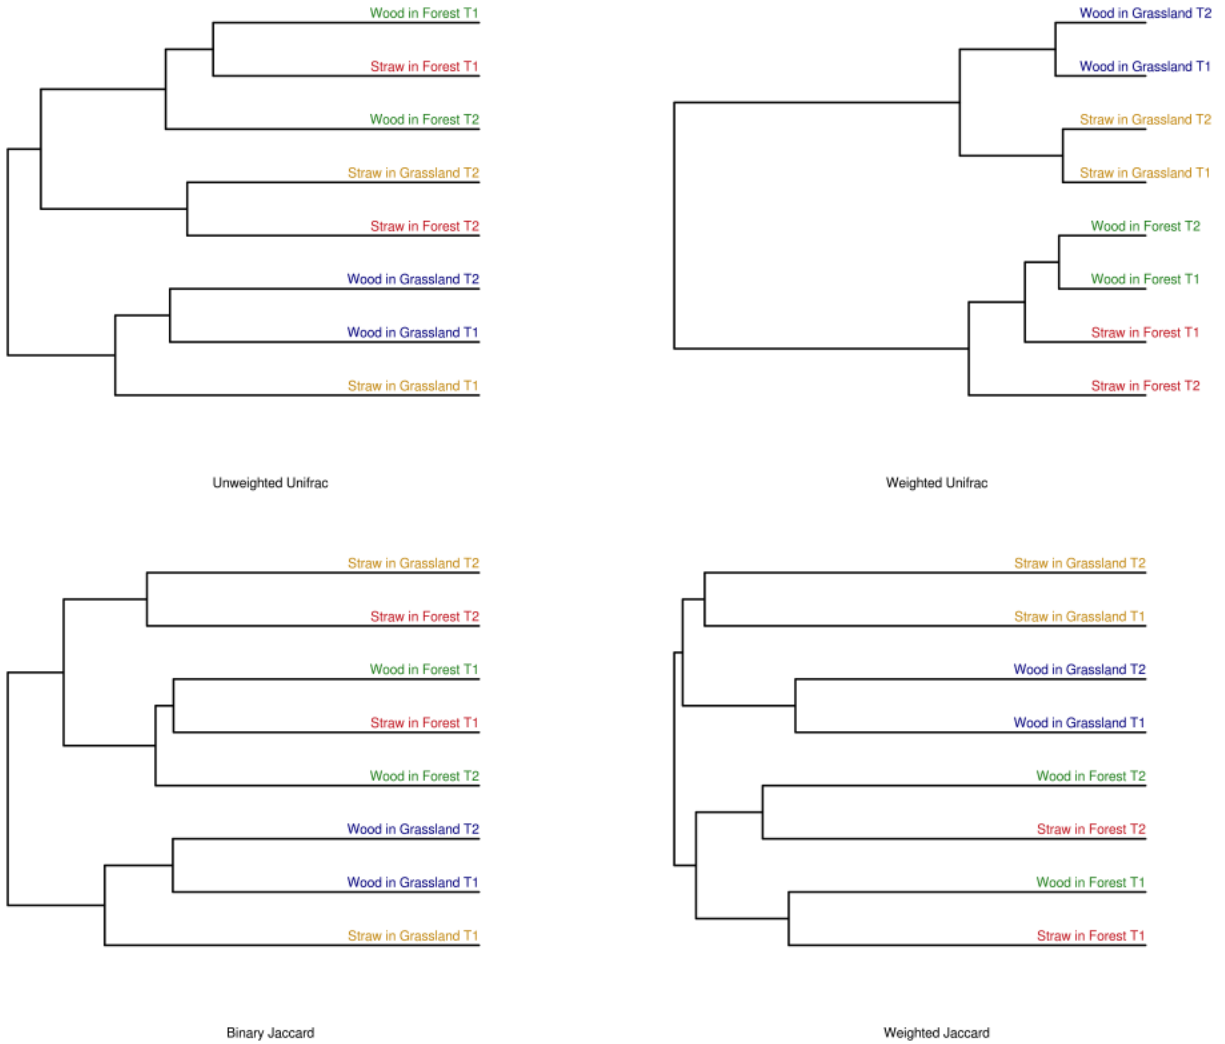 Wood in Forest T1
Straw in Forest T1
Wood in Forest T2
Straw in Grassland T2
Straw in Forest T2
Wood in Grassland T2
Wood in Grassland T1
Straw in Grassland T1
Unweighted Unifrac
Wood in Grassland T2
Wood in Grassland T1
Straw in Grassland T2
Straw in Grassland T1
Wood in Forest T2
Wood in Forest T1
Straw in Forest T1
Straw in Forest T2
Weighted Unifrac
Straw in Grassland T2
Straw in Forest T2
Wood in Forest T1
Straw in Forest T1
Wood in Forest T2
Wood in Grassland T2
Wood in Grassland T1
Straw in Grassland T1
Binary Jaccard
Straw in Grassland T2
Straw in Grassland T1
Wood in Grassland T2
Wood in Grassland T1
Wood in Forest T2
Straw in Forest T2
Wood in Forest T1
Straw in Forest T1
Weighted Jaccard